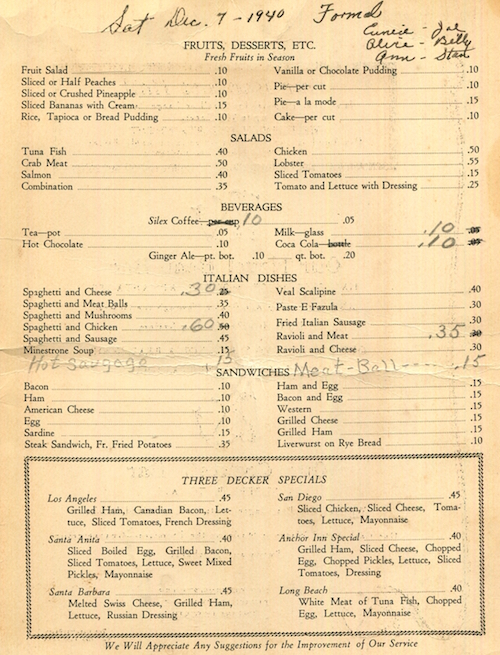 Sat Dec. 7 - 1940 Formal
Eunice - Joe
Alice - Billy
Ann - Stan
FRUITS, DESSERTS, ETC.
Fresh Fruits in Season
Fruit Salad .10
Sliced or Half Peaches .10
Sliced or Crushed Pineapple .10
Sliced Bananas with Cream .15
Rice, Tapioca or Bread Pudding .10
Vanilla or Chocolate Pudding .10
Pie—per cut .10
Pie—a la mode .15
Cake—per cut .10
SALADS
Tuna Fish .40
Crab Meat .50
Salmon .40
Combination .35
Chicken .50
Lobster .55
Sliced Tomatoes .15
Tomato and Lettuce with Dressing .25
BEVERAGES
Silex Coffee per cup 10 .05
Tea—pot .05
Hot Chocolate .10
Milk—glass .10 .05
Coca Cola—bottle .10 .05
Ginger Ale—pt. bot. .10 — qt. bot. .20
ITALIAN DISHES
Spaghetti and Cheese .30 .25
Spaghetti and Meat Balls .35
Spaghetti and Mushrooms .40
Spaghetti and Chicken .60 .50
Spaghetti and Sausage .45
Minestrone Soup .15
Veal Scalipine .40
Paste E Fazula .30
Fried Italian Sausage .30
Ravioli and Meat .35 .30
Ravioli and Cheese .30
Hot Sausage .15
Meat-Ball .15
SANDWICHES
Bacon .10
Ham .10
American Cheese .10
Egg .10
Sardine .15
Steak Sandwich, Fr. Fried Potatoes .35
Ham and Egg .15
Bacon and Egg .15
Western .15
Grilled Cheese .15
Grilled Ham .15
Liverwurst on Rye Bread .10
THREE DECKER SPECIALS
Los Angeles .45
Grilled Ham, Canadian Bacon, Let-
tuce, Sliced Tomatoes, French Dressing
Santa Anita .40
Sliced Boiled Egg, Grilled Bacon,
Sliced Tomatoes, Lettuce, Sweet Mixed
Pickles, Mayonnaise
Santa Barbara .45
Melted Swiss Cheese, Grilled Ham,
Lettuce, Russian Dressing
San Diego .45
Sliced Chicken, Sliced Cheese, Toma-
toes, Lettuce, Mayonnaise
Anchor Inn Special .40
Grilled Ham, Sliced Cheese, Chopped
Egg, Chopped Pickles, Lettuce, Sliced
Tomatoes, Dressing
Long Beach .40
White Meat of Tuna Fish, Chopped
Egg, Lettuce, Mayonnaise
We Will Appreciate Any Suggestions for the Improvement of Our Service